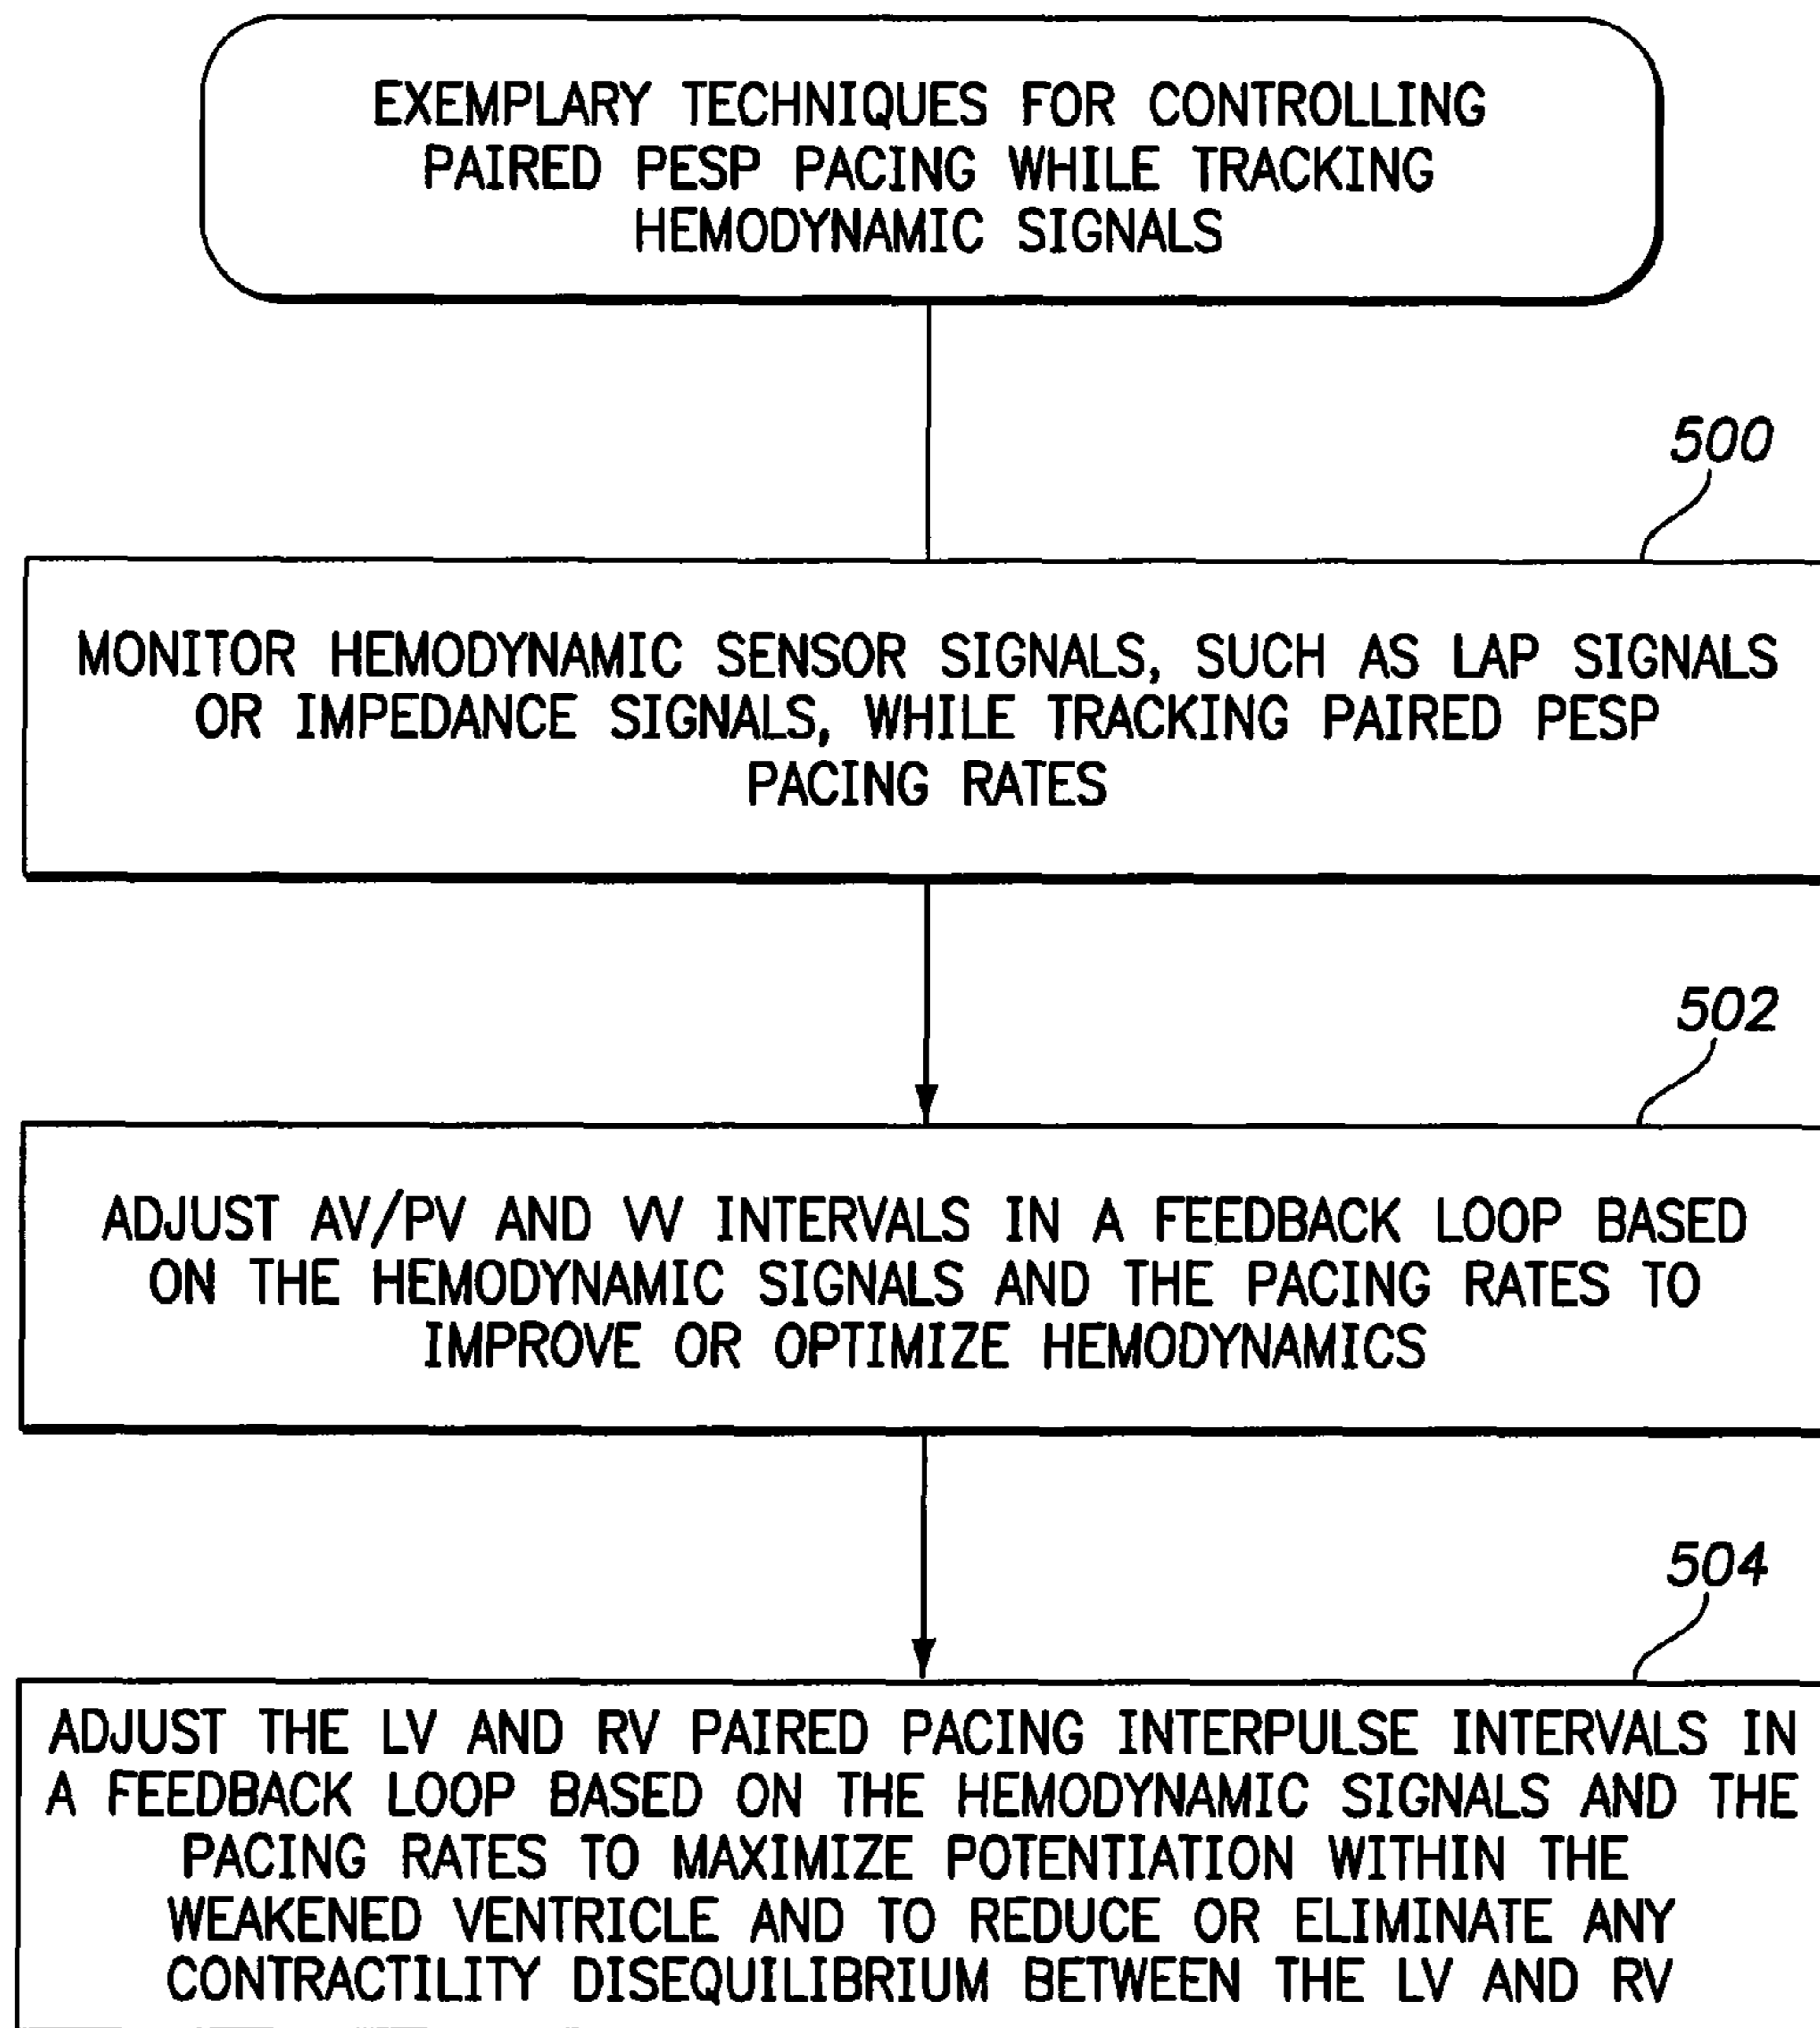 EXEMPLARY TECHNIQUES FOR CONTROLLING
PAIRED PESP PACING WHILE TRACKING
HEMODYNAMIC SIGNALS
500
MONITOR HEMODYNAMIC SENSOR SIGNALS, SUCH AS LAP SIGNALS
OR IMPEDANCE SIGNALS, WHILE TRACKING PAIRED PESP
PACING RATES
502
ADJUST AV/PV AND VV INTERVALS IN A FEEDBACK LOOP BASED
ON THE HEMODYNAMIC SIGNALS AND THE PACING RATES TO
IMPROVE OR OPTIMIZE HEMODYNAMICS
504
ADJUST THE LV AND RV PAIRED PACING INTERPULSE INTERVALS IN
A FEEDBACK LOOP BASED ON THE HEMODYNAMIC SIGNALS AND THE
PACING RATES TO MAXIMIZE POTENTIATION WITHIN THE
WEAKENED VENTRICLE AND TO REDUCE OR ELIMINATE ANY
CONTRACTILITY DISEQUILIBRIUM BETWEEN THE LV AND RV